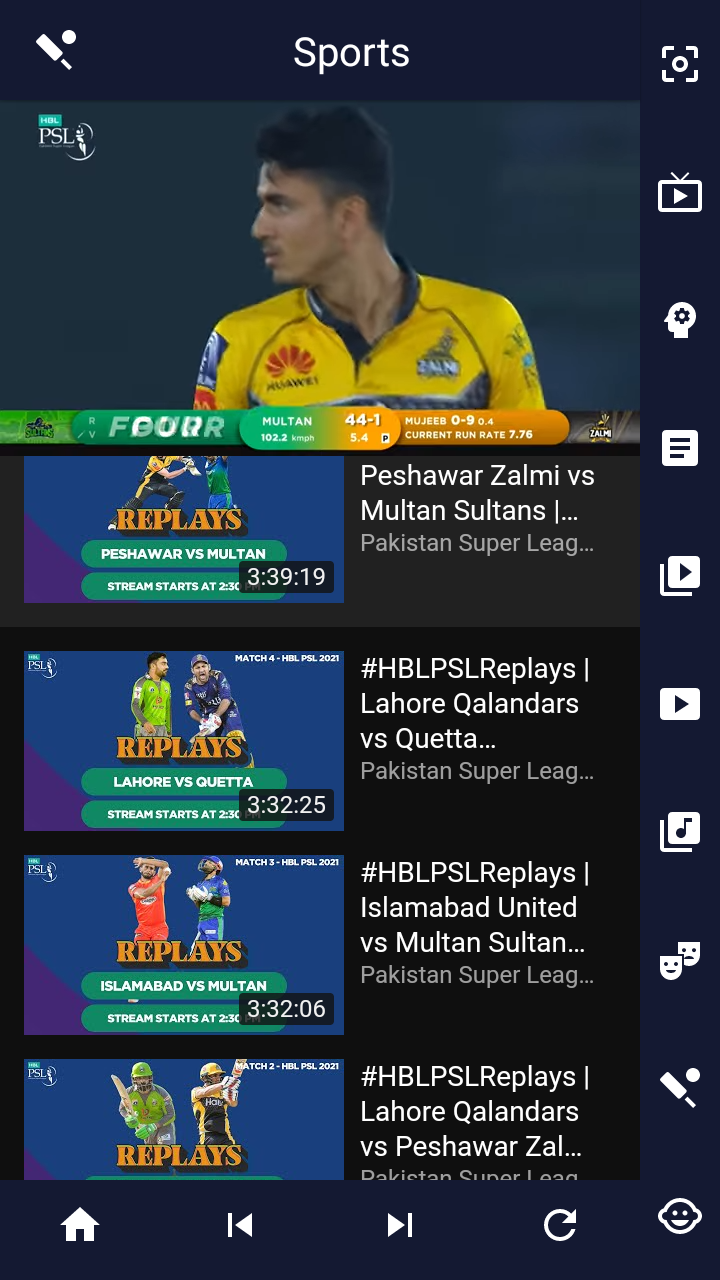 Sports
HBL
PSL
HUAWEI
ZALMI
R
V
MULTAN
102.2 kmph
44-1
5.4 P
MUJEEB 0-9 0.4
CURRENT RUN RATE 7.76
ZALMI
REPLAYS
PESHAWAR VS MULTAN
STREAM STARTS AT 2:30
3:39:19
Peshawar Zalmi vs
Multan Sultans |...
Pakistan Super Leag...
HBL
PSL
MATCH 4 - HBL PSL 2021
REPLAYS
LAHORE VS QUETTA
STREAM STARTS AT 2:30
3:32:25
#HBLPSLReplays |
Lahore Qalandars
vs Quetta...
Pakistan Super Leag...
HBL
PSL
MATCH 3 - HBL PSL 2021
REPLAYS
ISLAMABAD VS MULTAN
STREAM STARTS AT 2:30 PM
3:32:06
#HBLPSLReplays |
Islamabad United
vs Multan Sultan...
Pakistan Super Leag...
HBL
PSL
MATCH 2 - HBL PSL 2021
REPLAYS
#HBLPSLReplays |
Lahore Qalandars
vs Peshawar Zal...
Pakistan Super Leag...